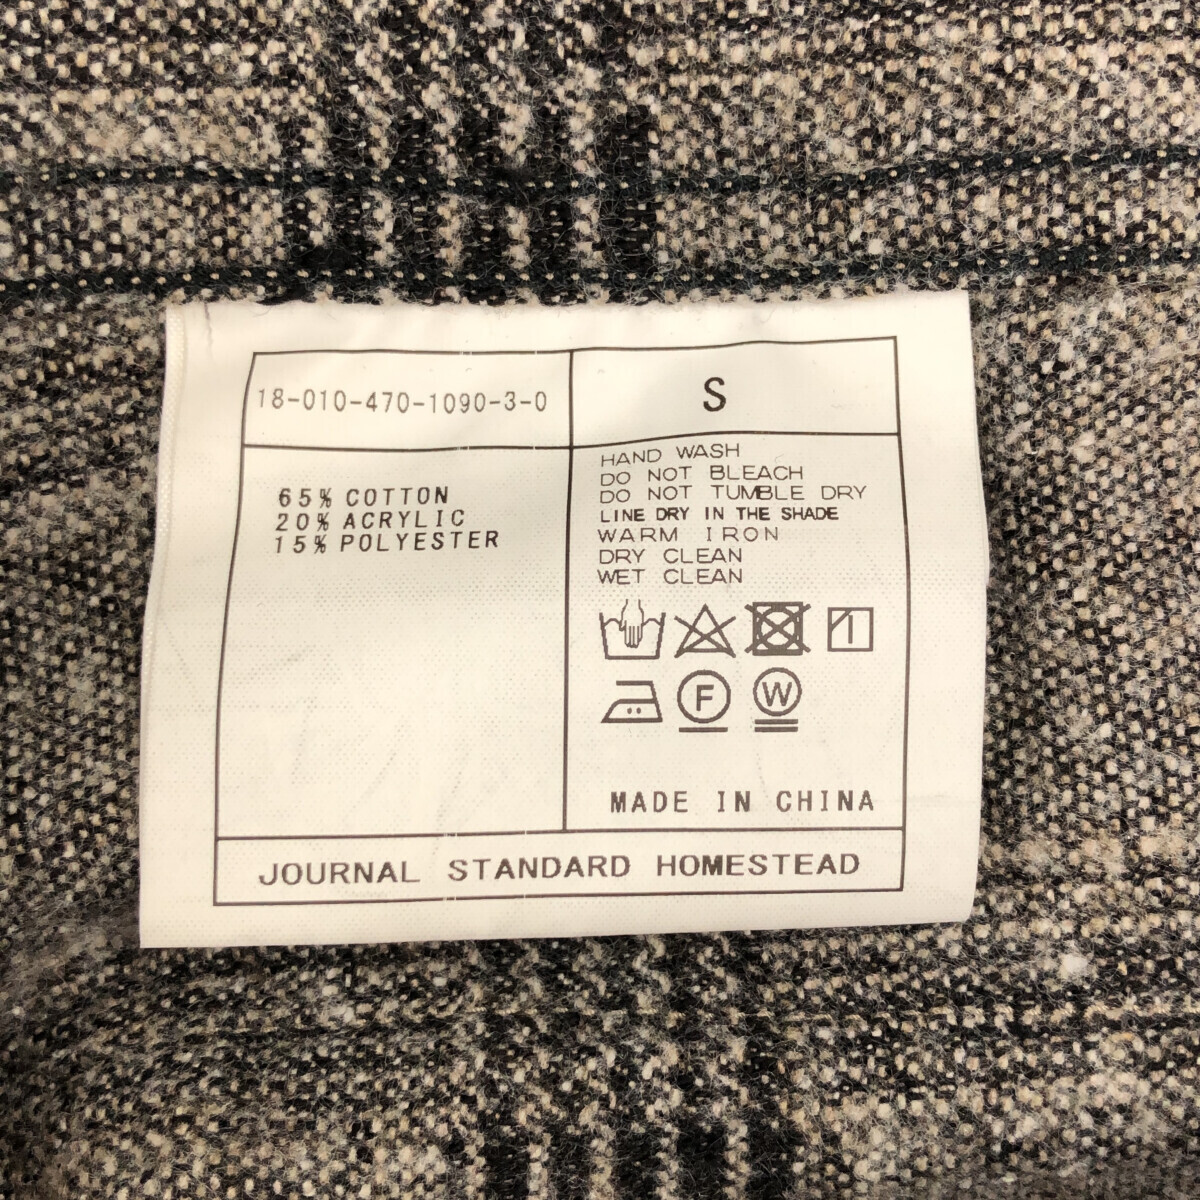 18-010-470-1090-3-0
S
65% COTTON
20% ACRYLIC
15% POLYESTER
HAND WASH
DO NOT BLEACH
DO NOT TUMBLE DRY
LINE DRY IN THE SHADE
WARM IRON
DRY CLEAN
WET CLEAN
F W
MADE IN CHINA
JOURNAL STANDARD HOMESTEAD